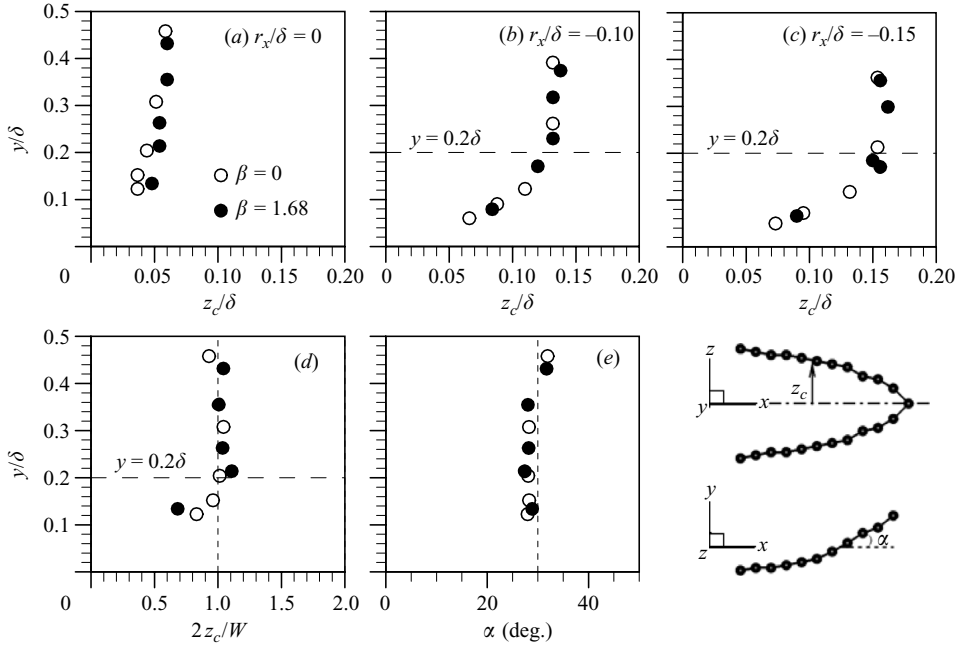 0.5
0.4
0.3
0.2
0.1
0
y/δ
(a) r_x/δ = 0
β = 0
β = 1.68
0.05 0.10 0.15 0.20
z_c/δ
(b) r_x/δ = –0.10
y = 0.2δ
0 0.05 0.10 0.15 0.20
z_c/δ
(c) r_x/δ = –0.15
y = 0.2δ
0 0.05 0.10 0.15 0.20
z_c/δ
0.5
0.4
0.3
0.2
0.1
0
y/δ
(d)
y = 0.2δ
0.5 1.0 1.5 2.0
2z_c/W
(e)
0 20 40
α (deg.)
z
z_c
y
x
y
α
z
x